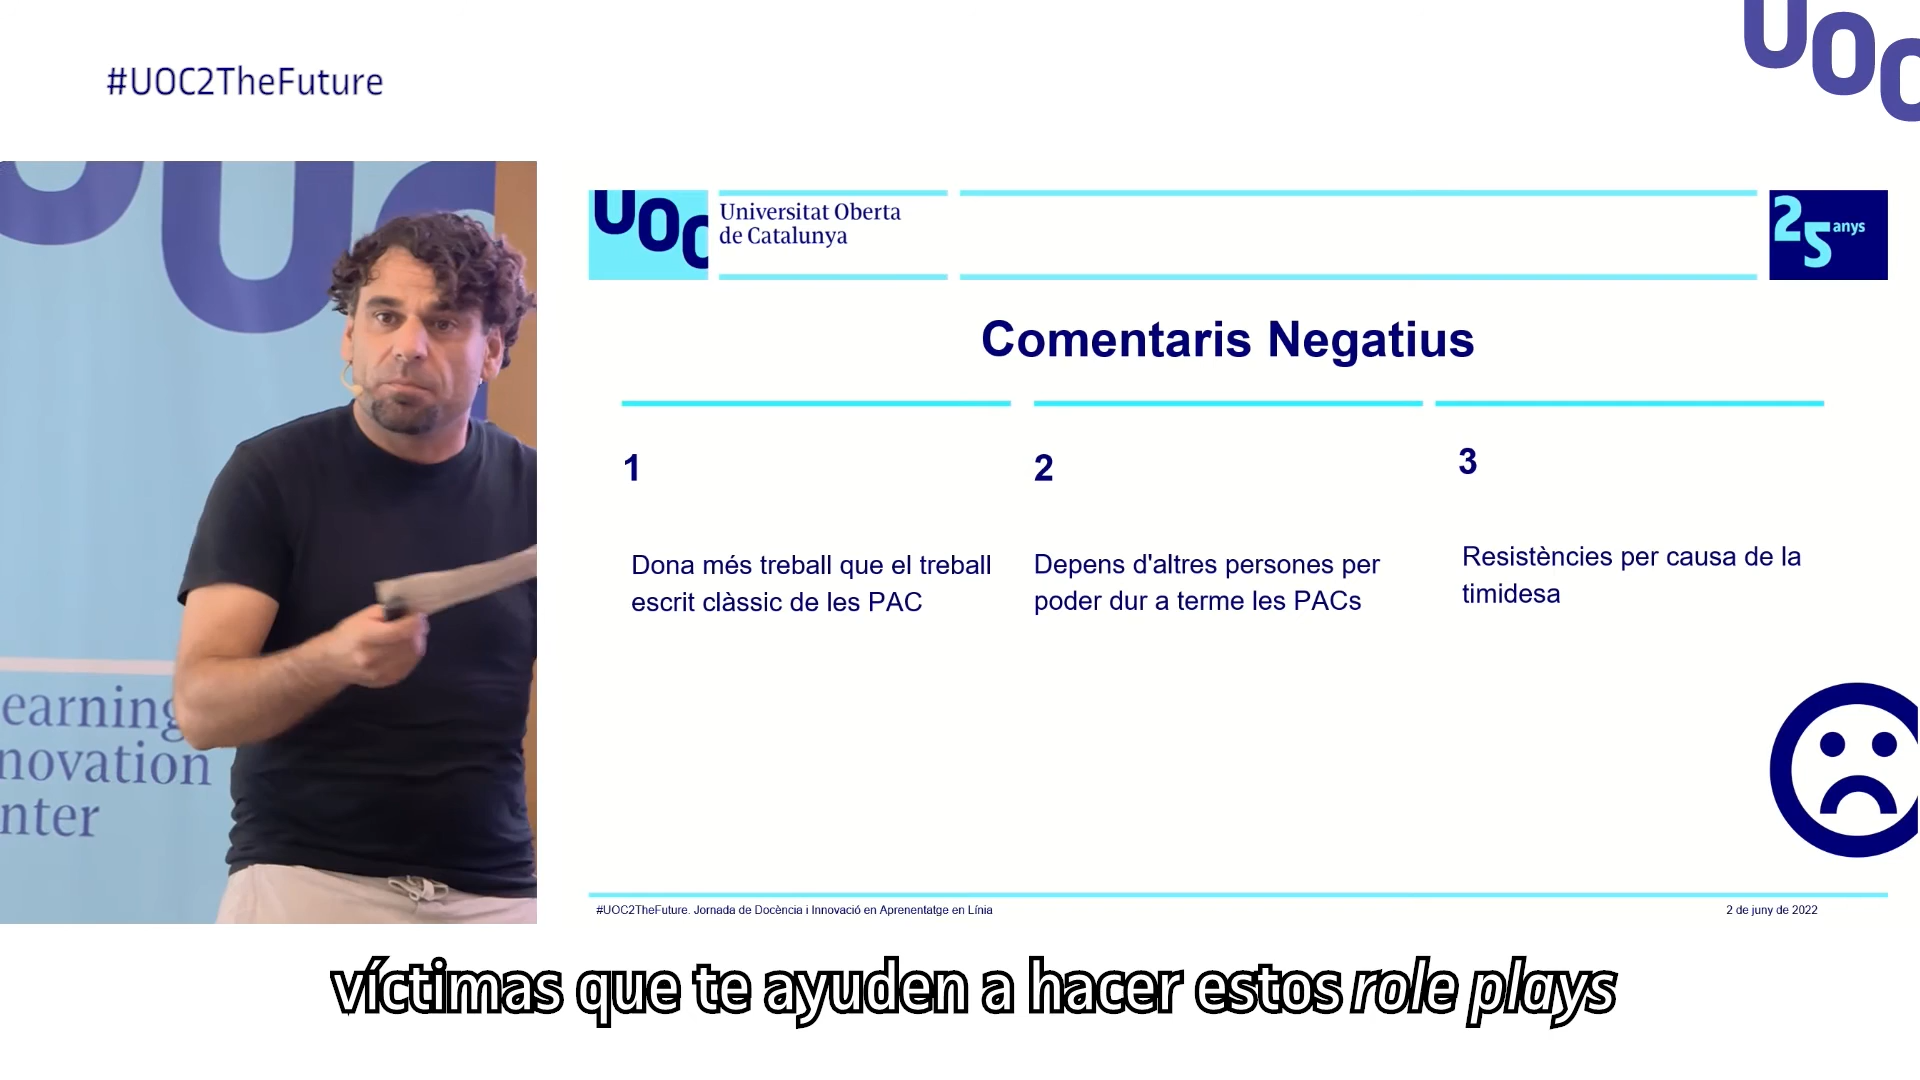 #UOC2TheFuture
UOC
UOC
UOC
Universitat Oberta
de Catalunya
25 anys
Comentaris Negatius
1
Dona més treball que el treball
escrit clàssic de les PAC
2
Depens d'altres persones per
poder dur a terme les PACs
3
Resistències per causa de la
timidesa
earning
novation
nter
#UOC2TheFuture. Jornada de Docència i Innovació en Aprenentatge en Línia
2 de juny de 2022
víctimas que te ayuden a hacer estos role plays